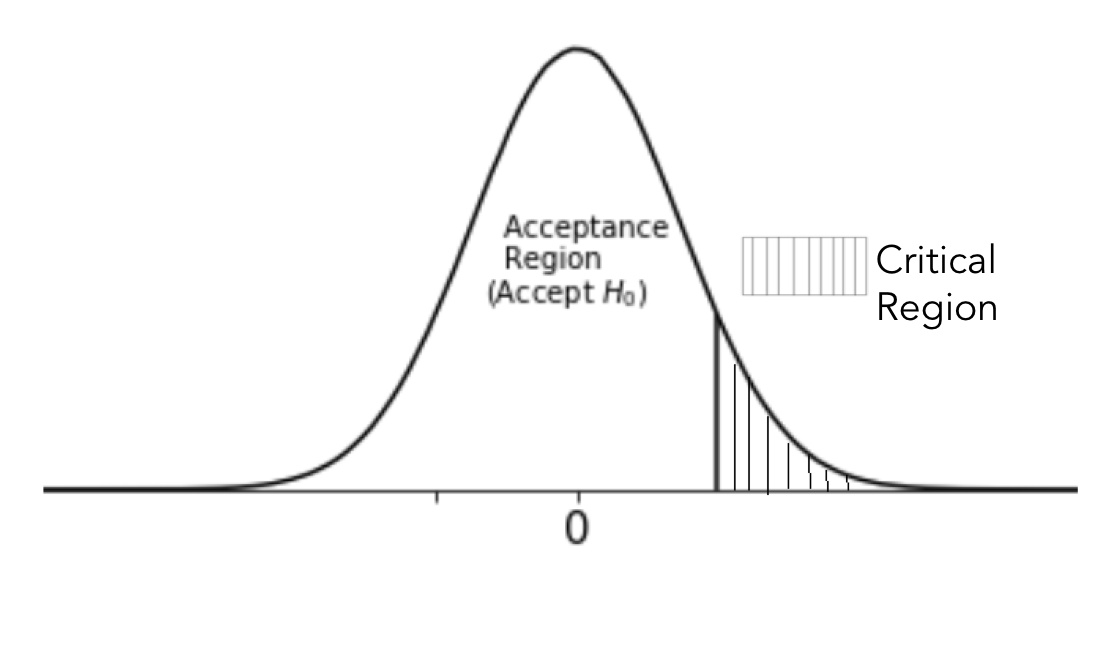 Acceptance
Region
(Accept H₀)
Critical
Region
0